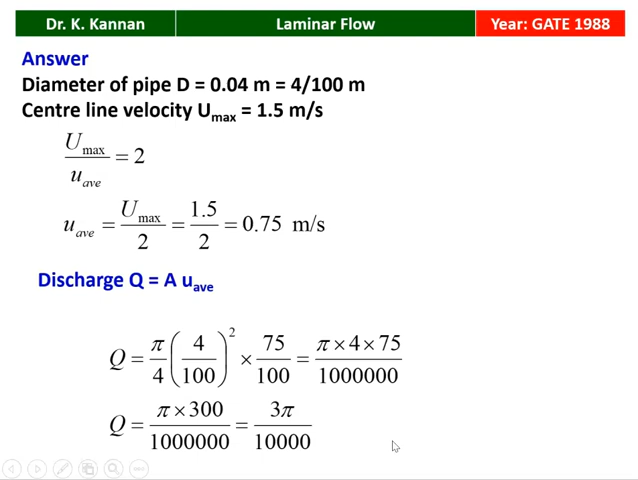 Dr. K. Kannan Laminar Flow Year: GATE 1988
Answer
Diameter of pipe D = 0.04 m = 4/100 m
Centre line velocity U_max = 1.5 m/s
U_max / u_ave = 2
u_ave = U_max / 2 = 1.5 / 2 = 0.75 m/s
Discharge Q = A u_ave
Q = π/4 (4/100)^2 × 75/100 = π × 4 × 75 / 1000000
Q = π × 300 / 1000000 = 3π / 10000